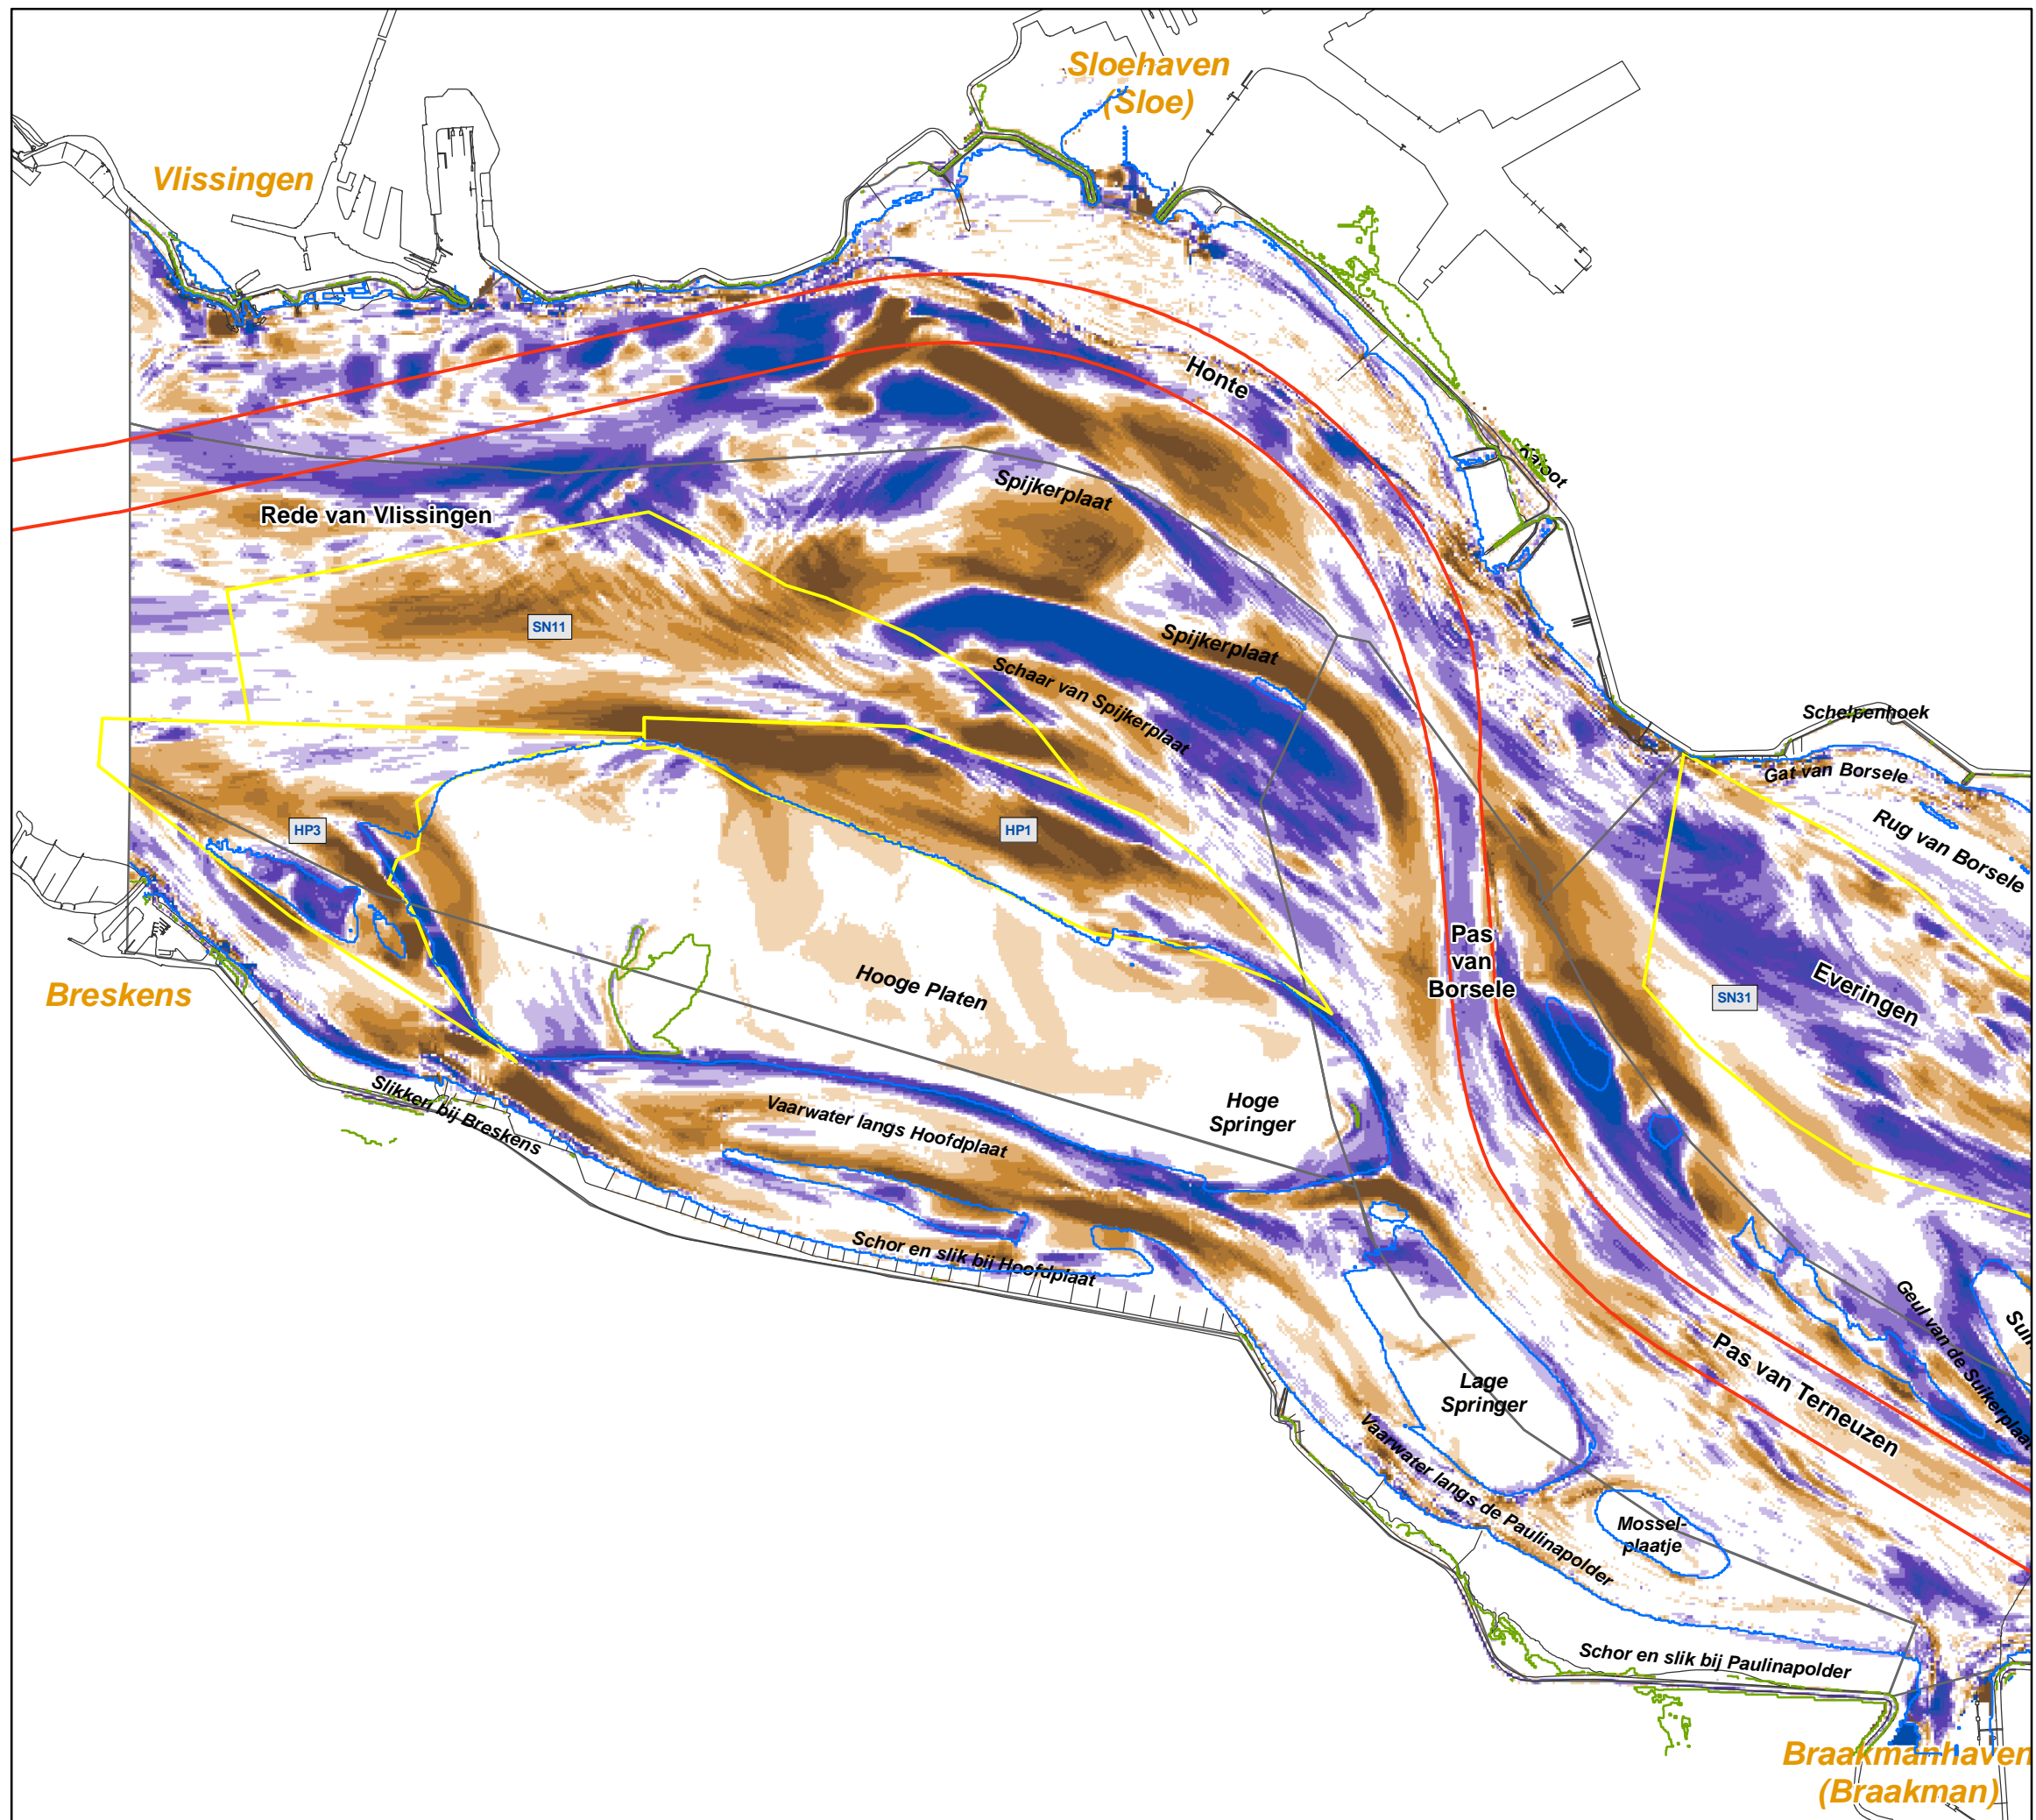 Sloehaven
(Sloe)
Vlissingen
Honte
Kaloot
Spijkerplaat
Rede van Vlissingen
SN11
Spijkerplaat
Schaar van Spijkerplaat
Schelpenhoek
Gat van Borsele
Rug van Borsele
HP3
HP1
Pas
van
Borsele
Breskens
Hooge Platen
SN31
Everingen
Slikken bij Breskens
Vaarwater langs Hoofdplaat
Hoge
Springer
Schor en slik bij Hoofdplaat
Geul van de Suikerplaat
Pas van Terneuzen
Lage
Springer
Vaarwater langs de Paulinapolder
Mossel-
plaatje
Schor en slik bij Paulinapolder
Braakmanhaven
(Braakman)